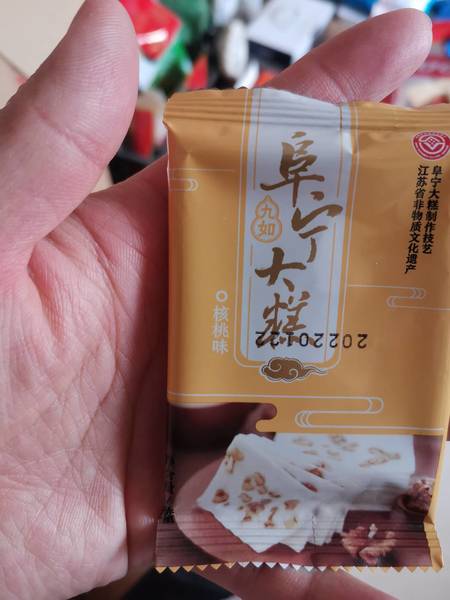 阜宁大糕
九如
核桃味
阜宁大糕制作技艺
江苏省非物质文化遗产
20220122